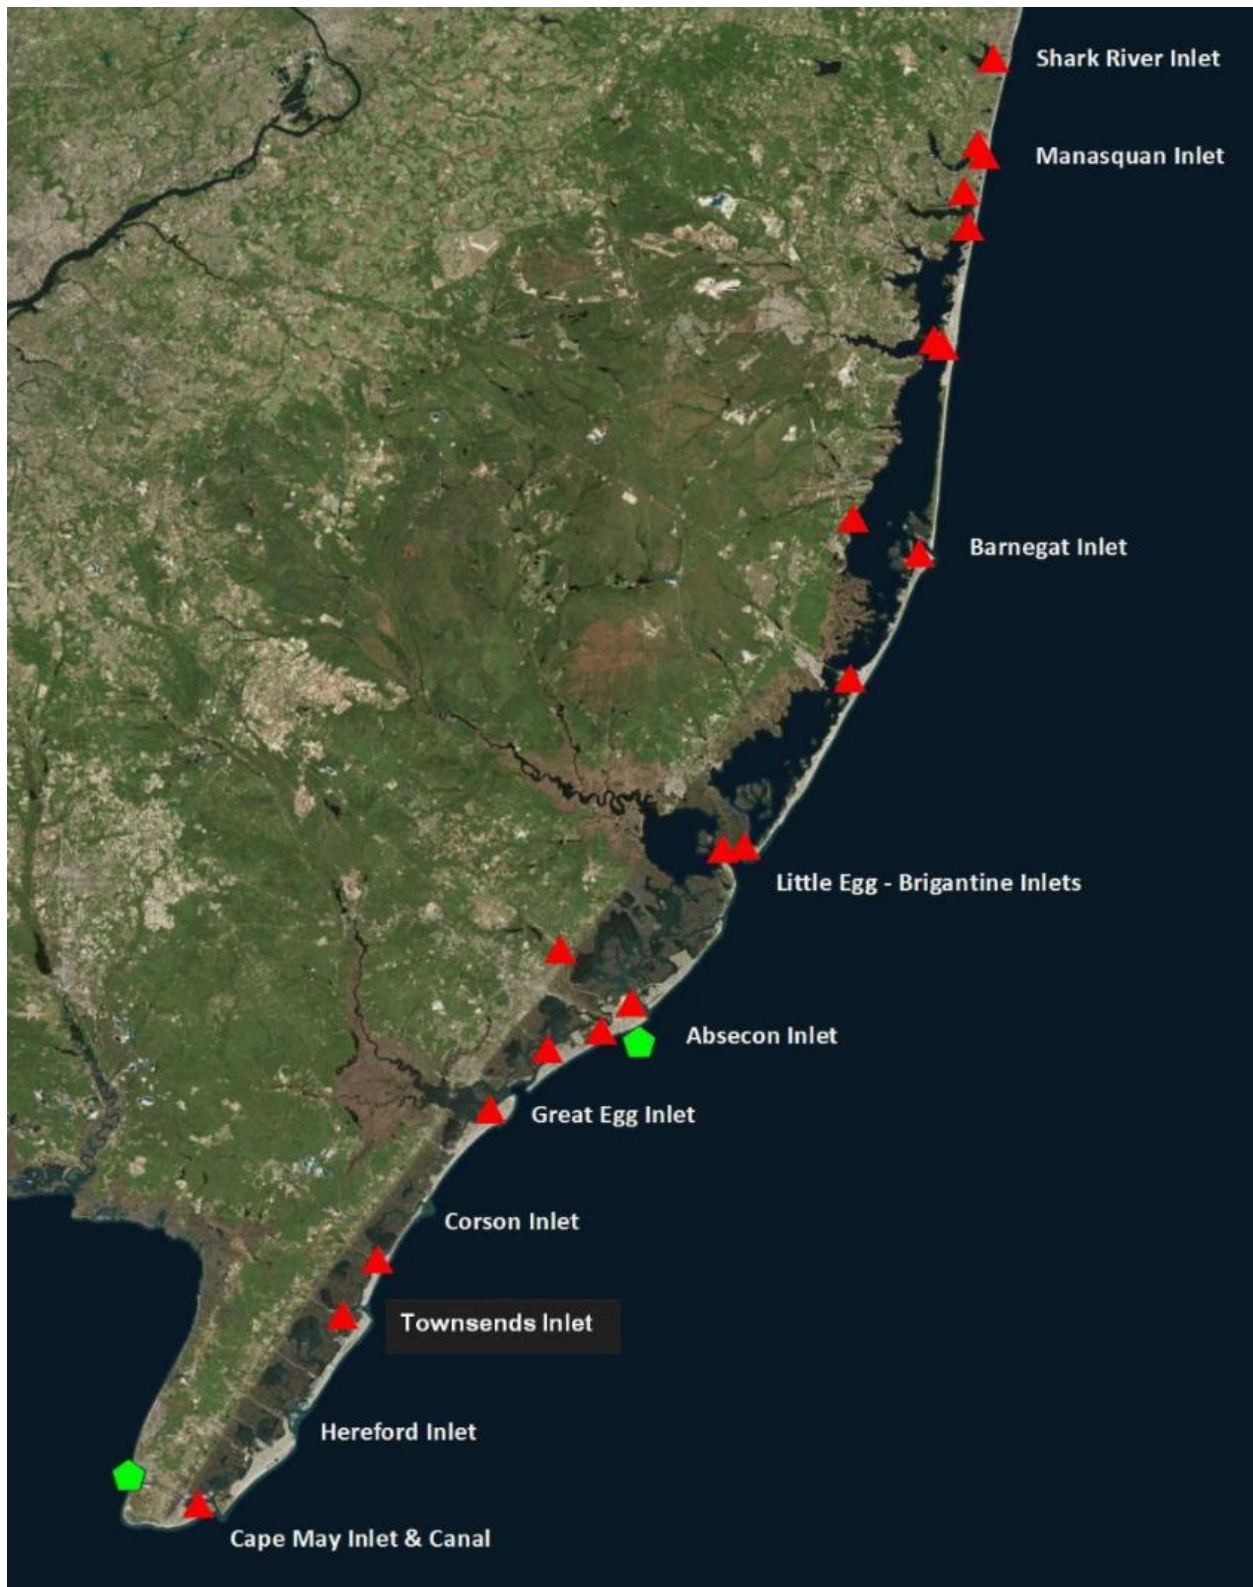 Shark River Inlet
Manasquan Inlet
Barnegat Inlet
Little Egg - Brigantine Inlets
Absecon Inlet
Great Egg Inlet
Corson Inlet
Townsends Inlet
Hereford Inlet
Cape May Inlet & Canal